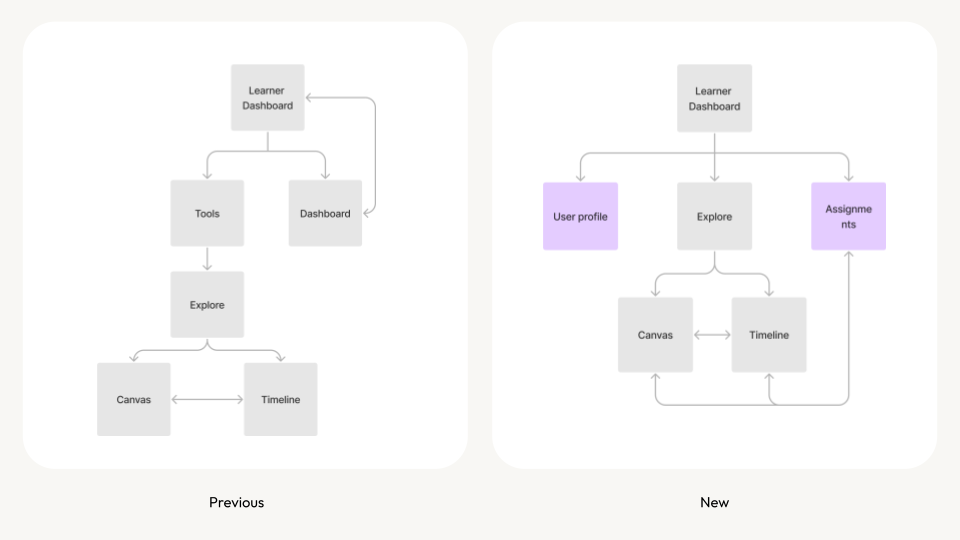 Learner
Dashboard
Tools
Dashboard
Explore
Canvas
Timeline
Previous
Learner
Dashboard
User profile
Explore
Assignme
nts
Canvas
Timeline
New